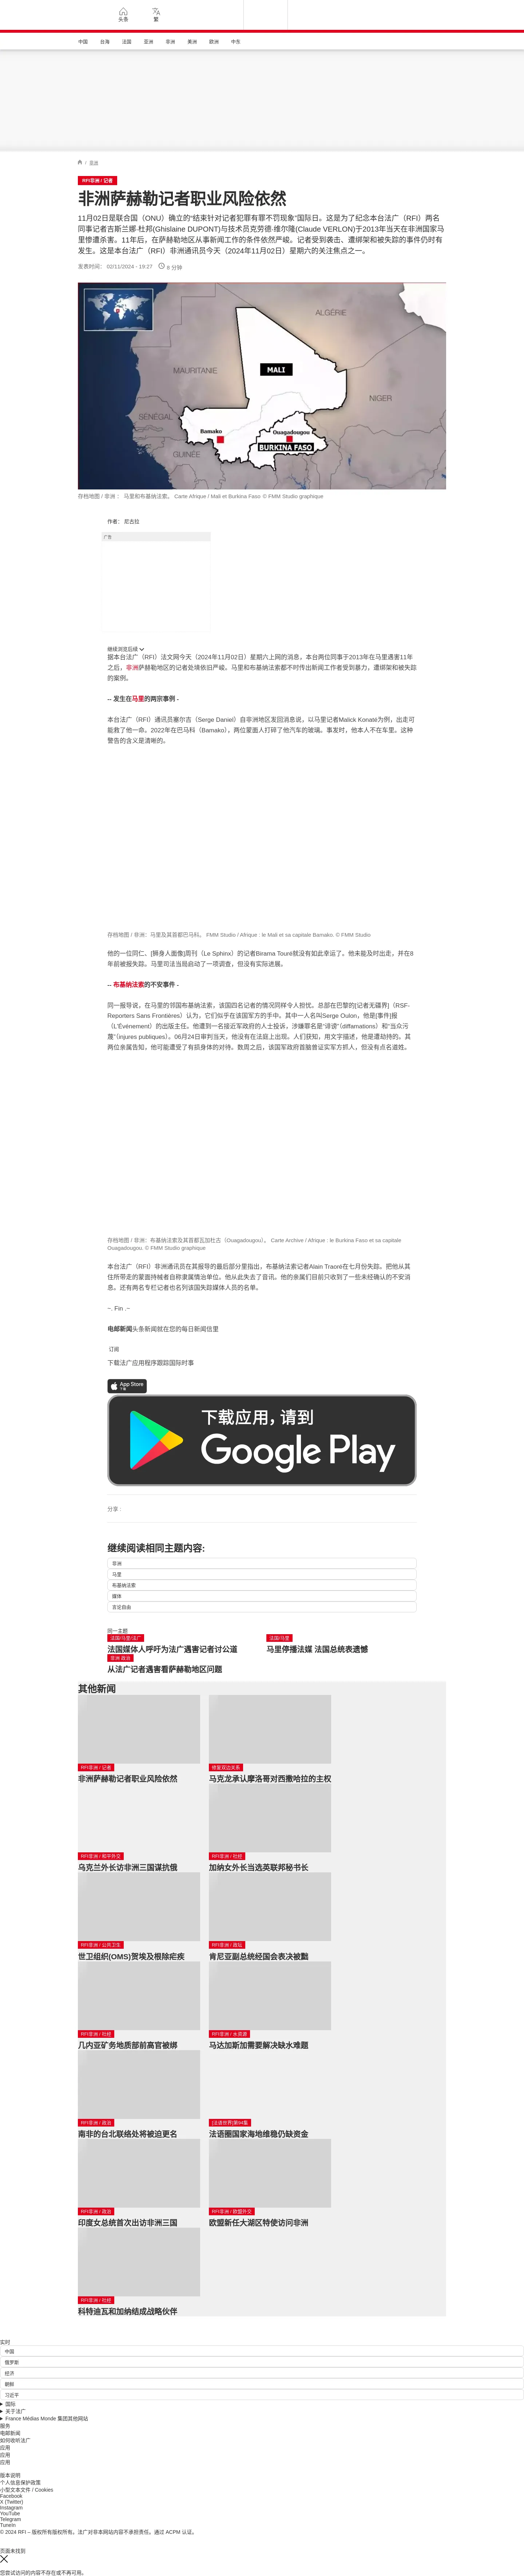 头条
繁
中国 台海 法国 亚洲 非洲 美洲 欧洲 中东
/ 亚洲
RFI非洲 / 记者
非洲萨赫勒记者职业风险依然
11月02日是联合国（ONU）确立的“结束针对记者犯罪有罪不罚现象”国际日。这是为了纪念本台法广（RFI）两名
同事记者吉斯兰娜·杜邦(Ghislaine DUPONT)与技术员克劳德·维尔隆(Claude VERLON)于2013年当天在非洲国家马
里惨遭杀害。11年后，在萨赫勒地区从事新闻工作的条件依然严峻。记者受到袭击、遭绑架和被失踪的事件仍时有
发生。这是本台法广（RFI）非洲通讯员今天（2024年11月02日）星期六的关注焦点之一。
发表时间： 02/11/2024 - 19:27 8 分钟
ALGÉRIE
MAURITANIE
MALI
NIGER
SÉNÉGAL
Bamako
Ouagadougou
BURKINA FASO
GUINÉE
存档地图 / 非洲 ： 马里和布基纳法索。 Carte Afrique / Mali et Burkina Faso © FMM Studio graphique
作者： 尼古拉
广告
继续浏览后续
据本台法广（RFI）法文网今天（2024年11月02日）星期六上网的消息，本台两位同事于2013年在马里遇害11年
之后，非洲萨赫勒地区的记者处境依旧严峻。马里和布基纳法索都不时传出新闻工作者受到暴力，遭绑架和被失踪
的案例。
-- 发生在马里的两宗事例 -
本台法广（RFI）通讯员塞尔吉（Serge Daniel）自非洲地区发回消息说，以马里记者Malick Konaté为例，出走可
能救了他一命。2022年在巴马科（Bamako），两位蒙面人打碎了他汽车的玻璃。事发时，他本人不在车里。这种
警告的含义是清晰的。
存档地图 / 非洲：马里及其首都巴马科。 FMM Studio / Afrique : le Mali et sa capitale Bamako. © FMM Studio
他的一位同仁、[狮身人面像]周刊（Le Sphinx）的记者Birama Touré就没有如此幸运了。他未能及时出走，并在8
年前被报失踪。马里司法当局启动了一项调查，但没有实际进展。
-- 布基纳法索的不安事件 -
同一报导说，在马里的邻国布基纳法索，该国四名记者的情况同样令人担忧。总部在巴黎的[记者无疆界]（RSF-
Reporters Sans Frontières）认为，它们似乎在该国军方的手中。其中一人名叫Serge Oulon，他是[事件]报
（L'Événement）的出版主任。他遭到一名接近军政府的人士投诉，涉嫌罪名是“诽谤”（diffamations）和“当众污
蔑”(injures publiques)。06月24日审判当天，他没有在法庭上出现。人们获知，用文字描述，他是遭劫持的。其
两位亲属告知，他可能遭受了有损身体的对待。数周之后，该国军政府首脑曾证实军方抓人，但没有点名道姓。
存档地图 / 非洲：布基纳法索及其首都瓦加杜古（Ouagadougou）。 Carte Archive / Afrique : le Burkina Faso et sa capitale
Ouagadougou. © FMM Studio graphique
本台法广（RFI）非洲通讯员在其报导的最后部分里指出，布基纳法索记者Alain Traoré在七月份失踪。把他从其
住所带走的蒙面持械者自称隶属情治单位。他从此失去了音讯。他的亲属们目前只收到了一些未经确认的不安消
息。还有两名专栏记者也名列该国失踪媒体人员的名单。
~. Fin .~
电邮新闻头条新闻就在您的每日新闻信里
订阅
下载法广应用程序跟踪国际时事
App Store
下载应用，请到
Google Play
分享 :
继续阅读相同主题内容:
非洲
马里
布基纳法索
媒体
言论自由
同一主题
法国/马里/法广
法国媒体人呼吁为法广遇害记者讨公道
法国/马里
马里停播法媒 法国总统表遗憾
亚洲 政治
从法广记者遇害看萨赫勒地区问题
其他新闻
RFI非洲 / 记者
非洲萨赫勒记者职业风险依然
修复双边关系
马克龙承认摩洛哥对西撒哈拉的主权
RFI非洲 / 和平外交
乌克兰外长访非洲三国谋抗俄
RFI非洲 / 社经
加纳女外长当选英联邦秘书长
RFI非洲 / 公共卫生
世卫组织(OMS)贺埃及根除疟疾
RFI非洲 / 政坛
肯尼亚副总统经国会表决被黜
RFI非洲 / 社经
几内亚矿务地质部前高官被绑
RFI非洲 / 水资源
马达加斯加需要解决缺水难题
RFI非洲 / 政治
南非的台北联络处将被迫更名
[法语世界]第94集
法语圈国家海地维稳仍缺资金
RFI非洲 / 政治
印度女总统首次出访非洲三国
RFI非洲 / 欧盟外交
欧盟新任大湖区特使访问非洲
RFI非洲 / 社经
科特迪瓦和加纳结成战略伙伴
实时
中国
俄罗斯
经济
朝鲜
习近平
国际
关于法广
France Médias Monde 集团其他网站
服务
电邮新闻
如何收听法广
应用
应用
应用
版本说明
个人信息保护政策
小型文本文件 / Cookies
Facebook
X (Twitter)
Instagram
YouTube
Telegram
TuneIn
© 2024 RFI – 版权所有版权所有。法广对非本网站内容不承担责任。通过 ACPM 认证。
页面未找到
您尝试访问的内容不存在或不再可用。